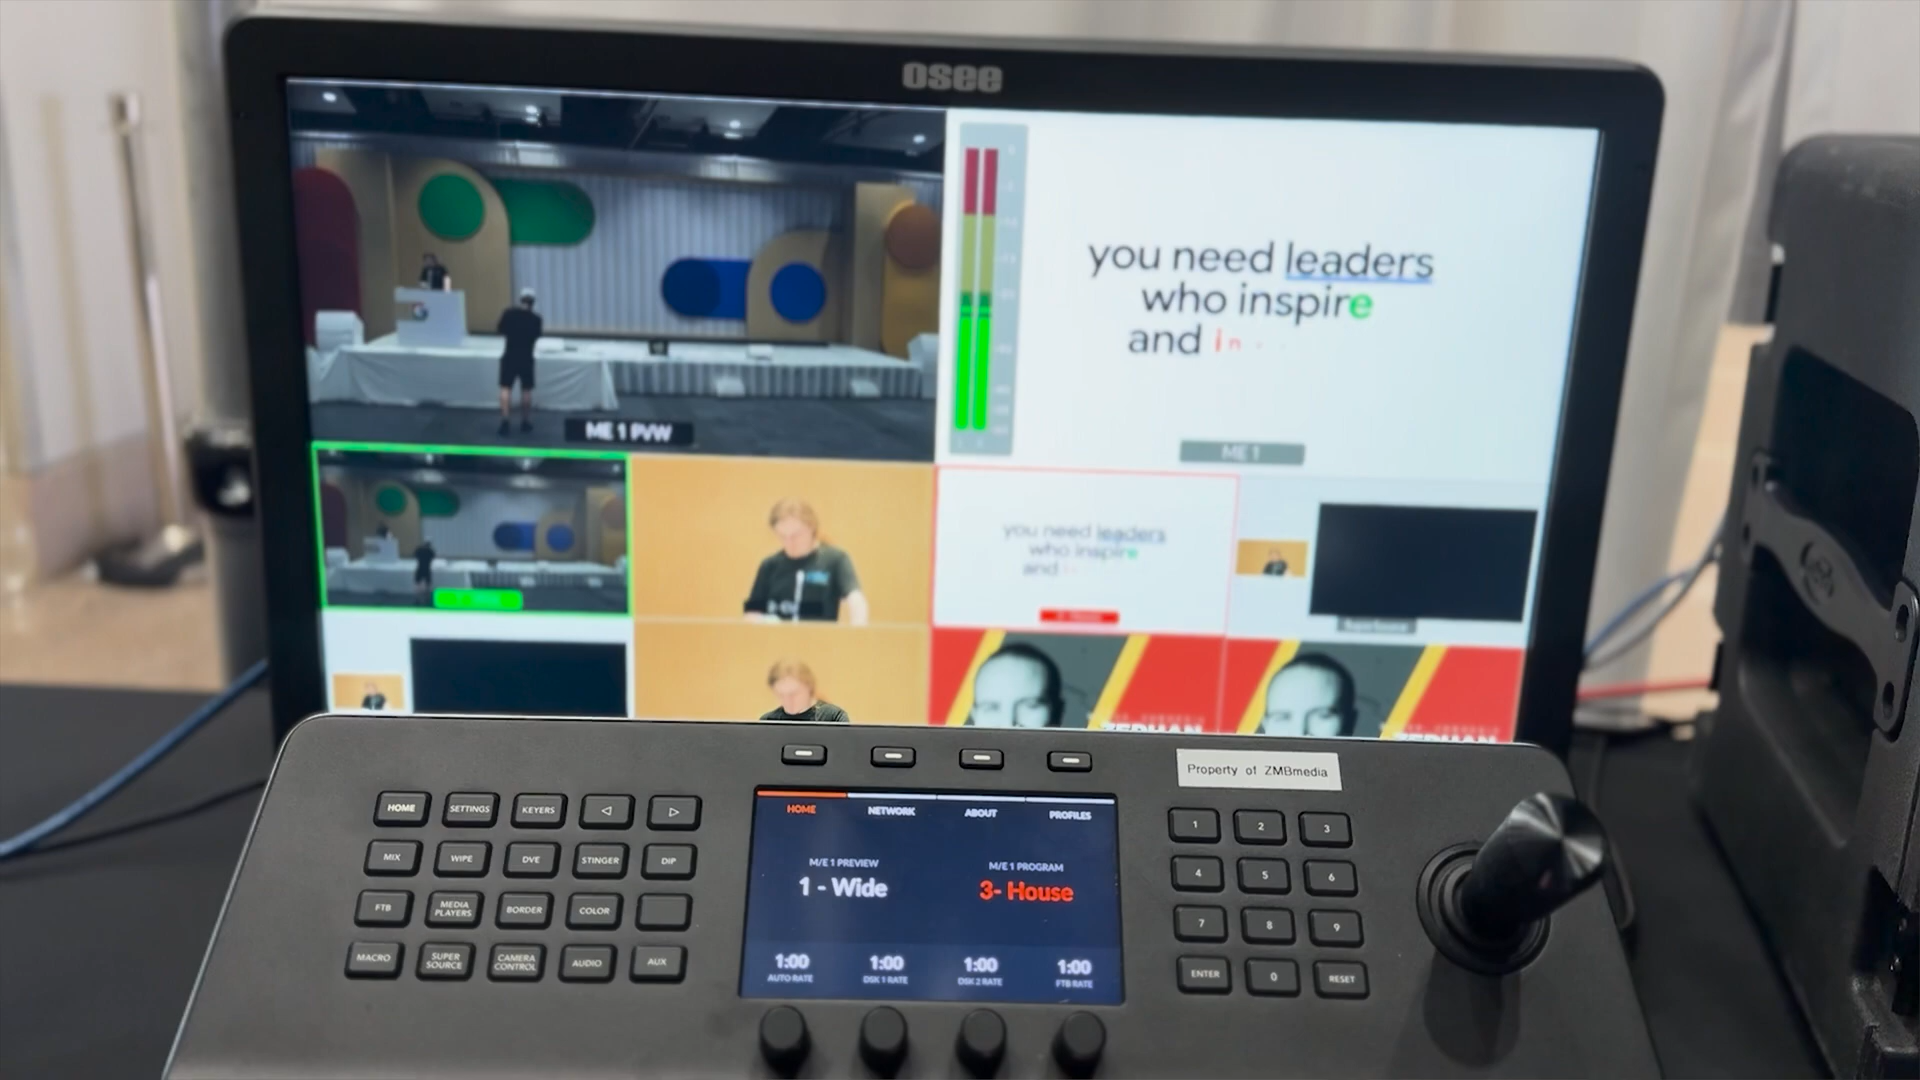 osee
you need leaders
who inspire
and in
ME 1 PVW
ME 1
you need leaders
who inspire
and
ZERHAN
ZERHAN
Property of ZMBmedia
HOME SETTINGS KEYERS
MIX WIPE DVE STINGER DIP
FTB MEDIA PLAYERS BORDER COLOR
MACRO SUPER SOURCE CAMERA CONTROL AUDIO AUX
HOME NETWORK ABOUT PROFILES
M/E 1 PREVIEW M/E 1 PROGRAM
1 - Wide 3- House
1:00 1:00 1:00 1:00
AUTO RATE DSK 1 RATE DSK 2 RATE FTB RATE
1 2 3
4 5 6
7 8 9
ENTER 0 RESET